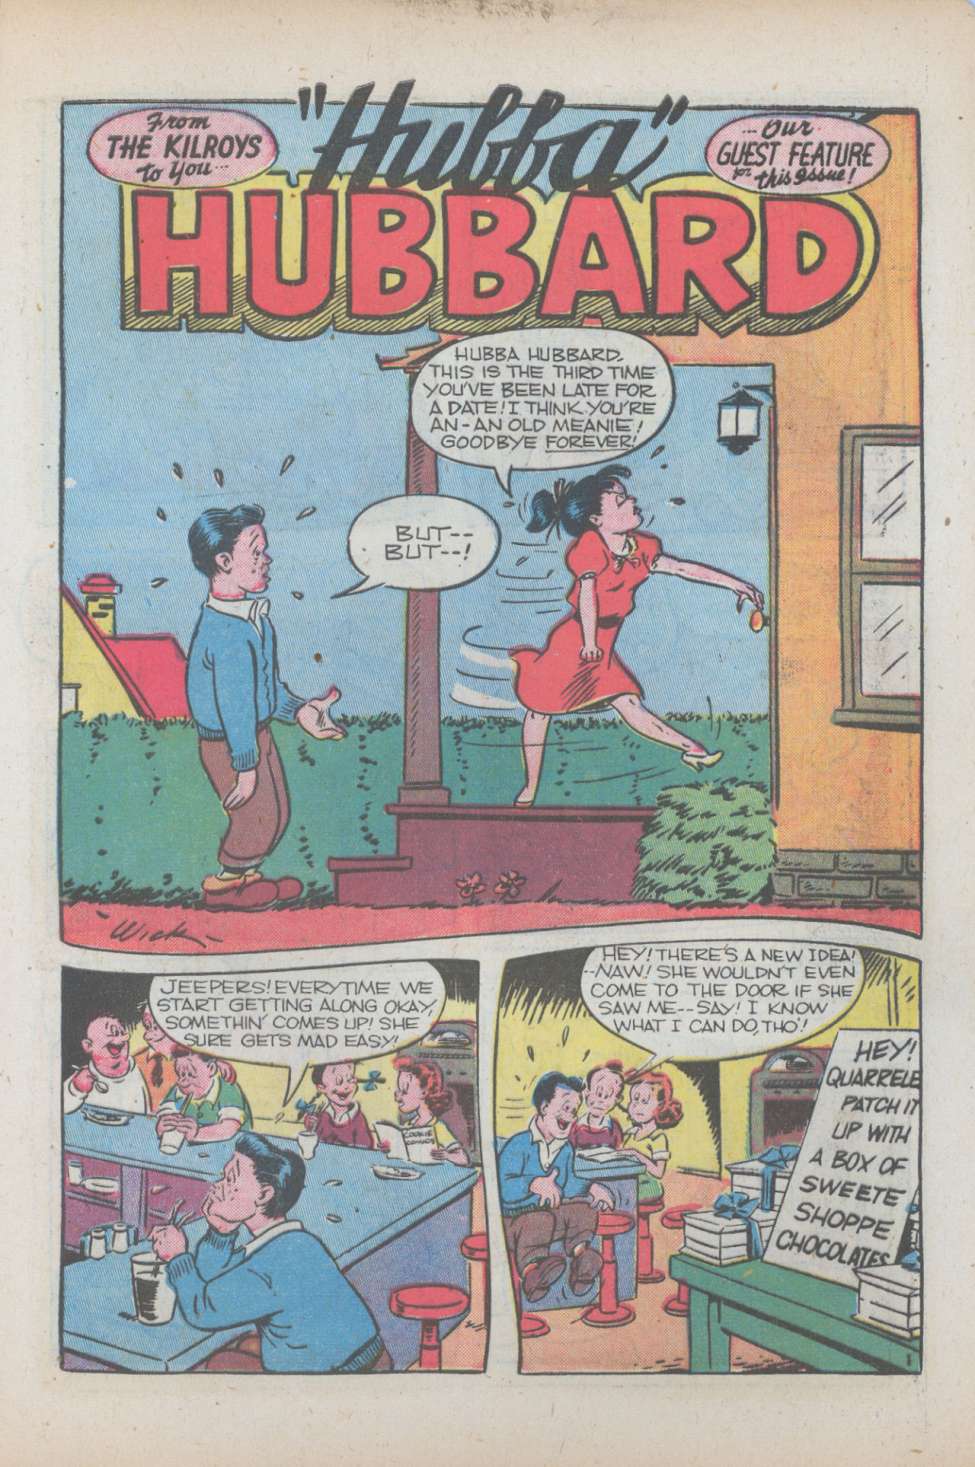 From
THE KILROYS
to You...
"Hubba"
HUBBARD
...Our
GUEST FEATURE
for this Issue!
HUBBA HUBBARD,
THIS IS THE THIRD TIME
YOU'VE BEEN LATE FOR
A DATE! I THINK YOU'RE
AN-AN OLD MEANIE!
GOODBYE FOREVER!
BUT--
BUT--!
Wick
JEEPERS! EVERYTIME WE
START GETTING ALONG OKAY,
SOMETHIN' COMES UP! SHE
SURE GETS MAD EASY!
COOKIE
COMICS
HEY! THERE'S A NEW IDEA!
--NAW! SHE WOULDN'T EVEN
COME TO THE DOOR IF SHE
SAW ME--SAY! I KNOW
WHAT I CAN DO, THO'!
HEY!
QUARRELE
PATCH IT
UP WITH
A BOX OF
SWEETE
SHOPPE
CHOCOLATES
1